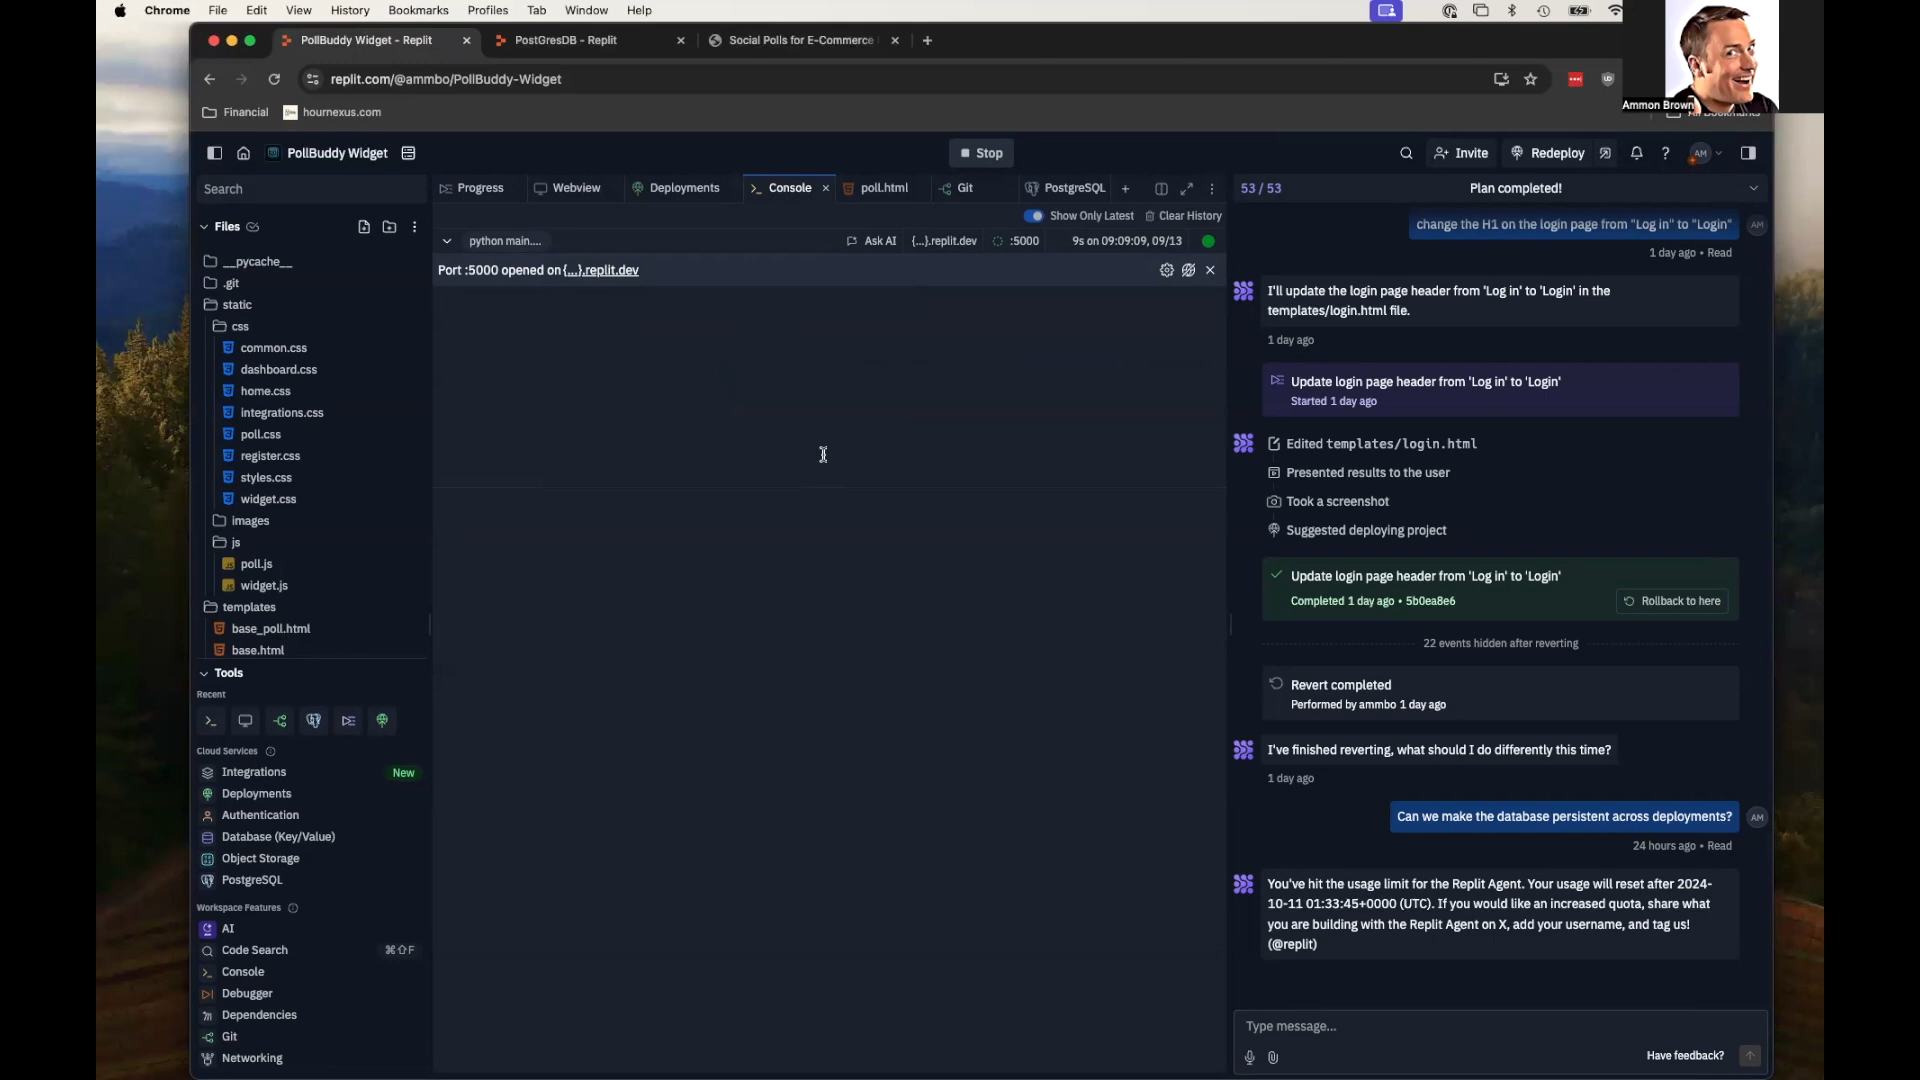 Chrome File Edit View History Bookmarks Profiles Tab Window Help
PollBuddy Widget - Replit
PostGresDB - Replit
Social Polls for E-Commerce
replit.com/@ammbo/PollBuddy-Widget
Financial
hournexus.com
Ammon Brown
PollBuddy Widget
Stop
Invite
Redeploy
AM
Search
Progress
Webview
Deployments
Console
poll.html
Git
PostgreSQL
53 / 53
Plan completed!
Show Only Latest
Clear History
Files
python main....
Ask AI
{...}.replit.dev
:5000
9s on 09:09:09, 09/13
Port :5000 opened on {...}.replit.dev
__pycache__
.git
static
css
common.css
dashboard.css
home.css
integrations.css
poll.css
register.css
styles.css
widget.css
images
js
poll.js
widget.js
templates
base_poll.html
base.html
Tools
Recent
Cloud Services
Integrations
New
Deployments
Authentication
Database (Key/Value)
Object Storage
PostgreSQL
Workspace Features
AI
Code Search
⌘⇧F
Console
Debugger
Dependencies
Git
Networking
change the H1 on the login page from "Log in" to "Login"
AM
1 day ago • Read
I'll update the login page header from 'Log in' to 'Login' in the
templates/login.html file.
1 day ago
Update login page header from 'Log in' to 'Login'
Started 1 day ago
Edited templates/login.html
Presented results to the user
Took a screenshot
Suggested deploying project
Update login page header from 'Log in' to 'Login'
Completed 1 day ago • 5b0ea8e6
Rollback to here
22 events hidden after reverting
Revert completed
Performed by ammbo 1 day ago
I've finished reverting, what should I do differently this time?
1 day ago
Can we make the database persistent across deployments?
AM
24 hours ago • Read
You've hit the usage limit for the Replit Agent. Your usage will reset after 2024-
10-11 01:33:45+0000 (UTC). If you would like an increased quota, share what
you are building with the Replit Agent on X, add your username, and tag us!
(@replit)
Type message...
Have feedback?